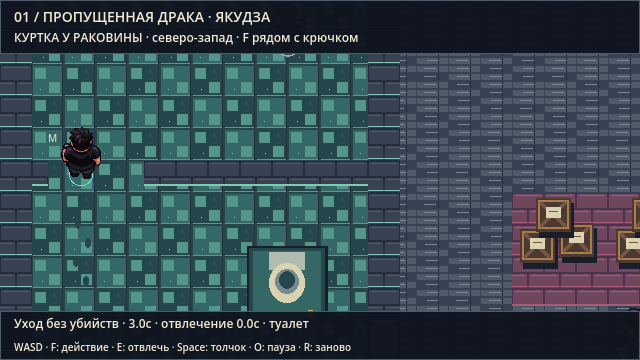 01 / ПРОПУЩЕННАЯ ДРАКА · ЯКУДЗА
КУРТКА У РАКОВИНЫ · северо-запад · F рядом с крючком
М
Уход без убийств · 3.0с · отвлечение 0.0с · туалет
WASD · F: действие · E: отвлечь · Space: толчок · O: пауза · R: заново